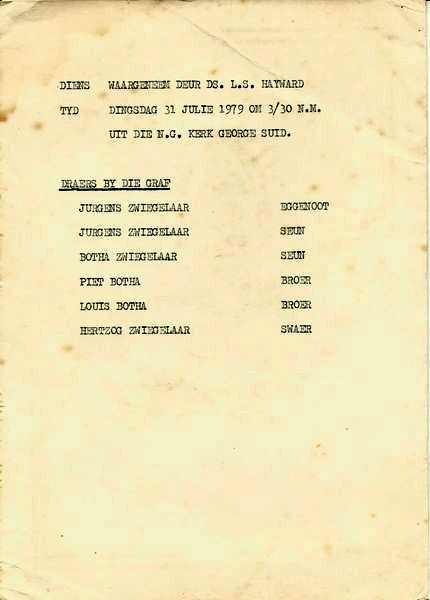 DIENS WAARGENEEM DEUR DS. L.S. HAYWARD
TYD DINGSDAG 31 JULIE 1979 OM 3/30 N.M.
UIT DIE N.G. KERK GEORGE SUID.
DRAERS BY DIE GRAF
JURGENS ZWIEGELAAR EGGENOOT
JURGENS ZWIEGELAAR SEUN
BOTHA ZWIEGELAAR SEUN
PIET BOTHA BROER
LOUIS BOTHA BROER
HERTZOG ZWIEGELAAR SWAER